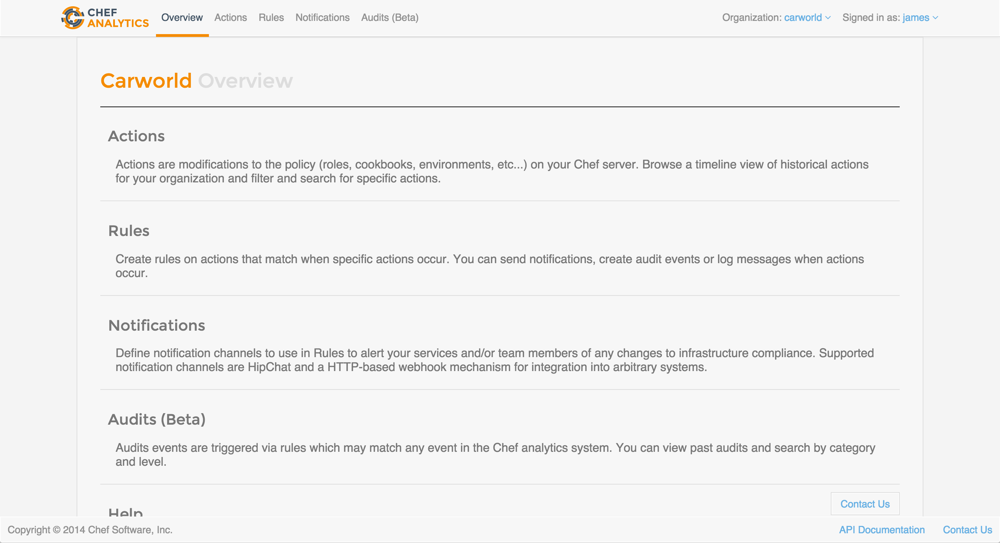 CHEF
ANALYTICS
Overview Actions Rules Notifications Audits (Beta) Organization: carworld Signed in as: james
Carworld Overview
Actions
Actions are modifications to the policy (roles, cookbooks, environments, etc...) on your Chef server. Browse a timeline view of historical actions
for your organization and filter and search for specific actions.
Rules
Create rules on actions that match when specific actions occur. You can send notifications, create audit events or log messages when actions
occur.
Notifications
Define notification channels to use in Rules to alert your services and/or team members of any changes to infrastructure compliance. Supported
notification channels are HipChat and a HTTP-based webhook mechanism for integration into arbitrary systems.
Audits (Beta)
Audits events are triggered via rules which may match any event in the Chef analytics system. You can view past audits and search by category
and level.
Contact Us
Help
Copyright © 2014 Chef Software, Inc. API Documentation Contact Us